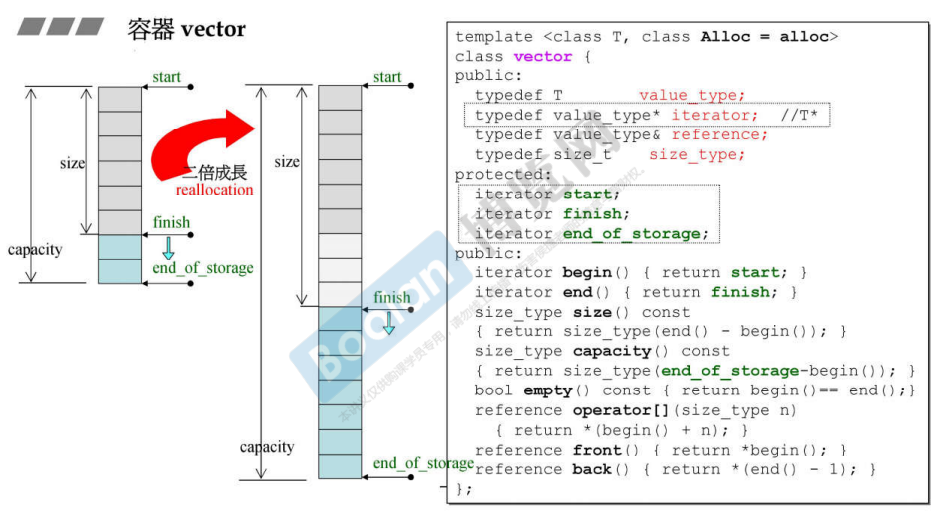 容器 vector
start
size
capacity
finish
end_of_storage
二倍成長
reallocation
start
size
finish
capacity
end_of_storage
template <class T, class Alloc = alloc>
class vector {
public:
typedef T value_type;
typedef value_type* iterator; //T*
typedef value_type& reference;
typedef size_t size_type;
protected:
iterator start;
iterator finish;
iterator end_of_storage;
public:
iterator begin() { return start; }
iterator end() { return finish; }
size_type size() const
{ return size_type(end() - begin()); }
size_type capacity() const
{ return size_type(end_of_storage-begin()); }
bool empty() const { return begin()== end();}
reference operator[](size_type n)
{ return *(begin() + n); }
reference front() { return *begin(); }
reference back() { return *(end() - 1); }
};
Boolan 博览网